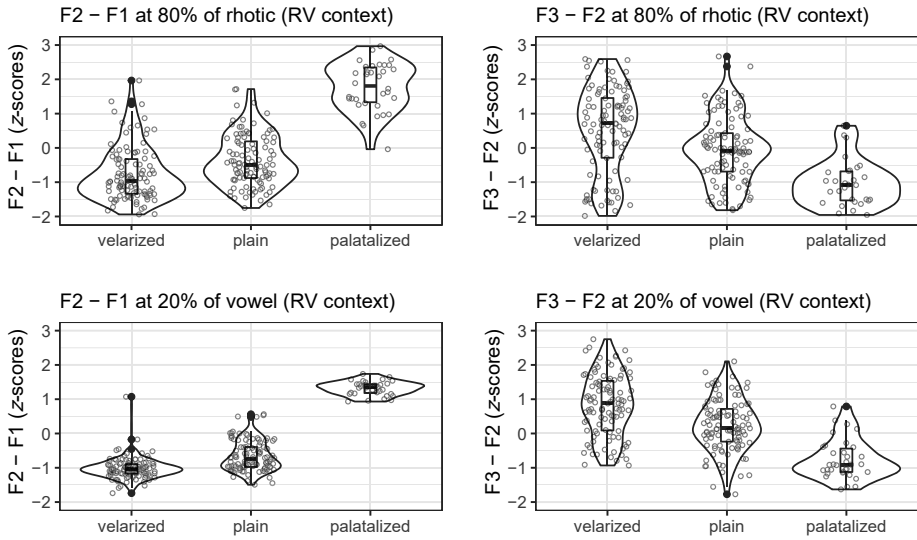 F2 − F1 at 80% of rhotic (RV context)
F2 − F1 (z-scores)
3
2
1
0
−1
−2
velarized plain palatalized
F3 − F2 at 80% of rhotic (RV context)
F3 − F2 (z-scores)
3
2
1
0
−1
−2
velarized plain palatalized
F2 − F1 at 20% of vowel (RV context)
F2 − F1 (z-scores)
3
2
1
0
−1
−2
velarized plain palatalized
F3 − F2 at 20% of vowel (RV context)
F3 − F2 (z-scores)
3
2
1
0
−1
−2
velarized plain palatalized